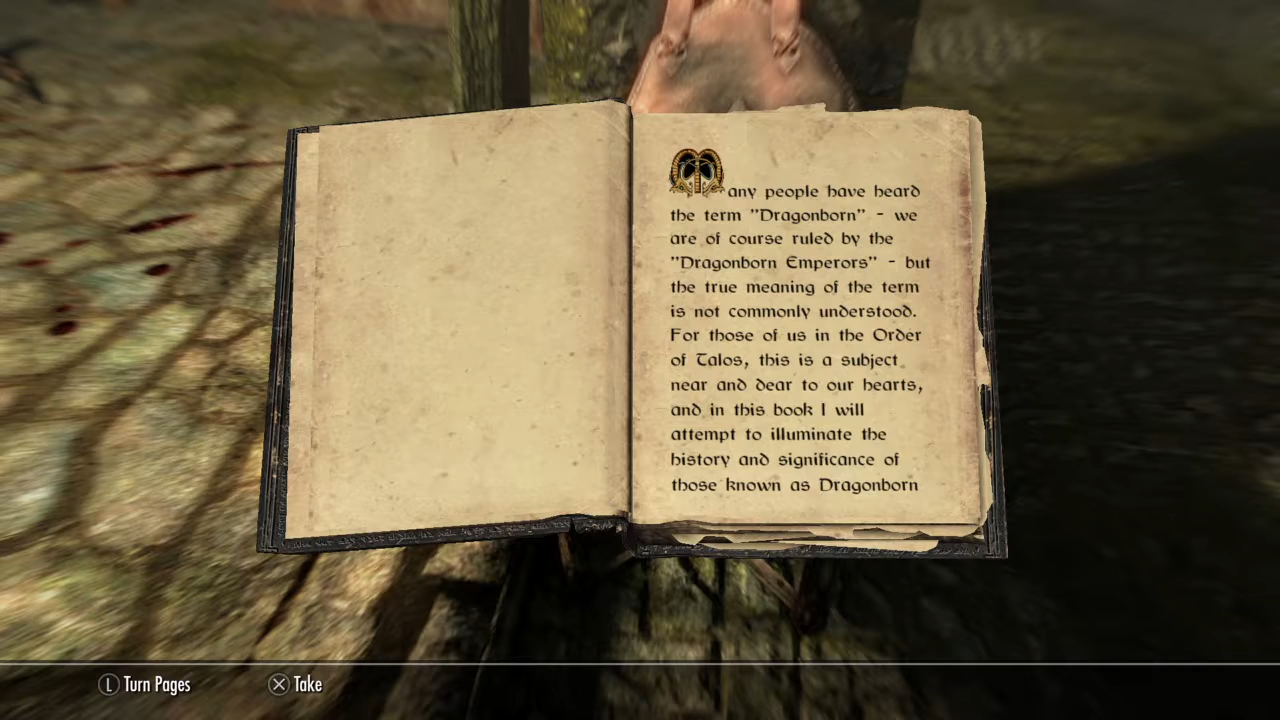 Many people have heard
the term "Dragonborn" - we
are of course ruled by the
"Dragonborn Emperors" - but
the true meaning of the term
is not commonly understood.
For those of us in the Order
of Talos, this is a subject
near and dear to our hearts,
and in this book I will
attempt to illuminate the
history and significance of
those known as Dragonborn
L Turn Pages
X Take